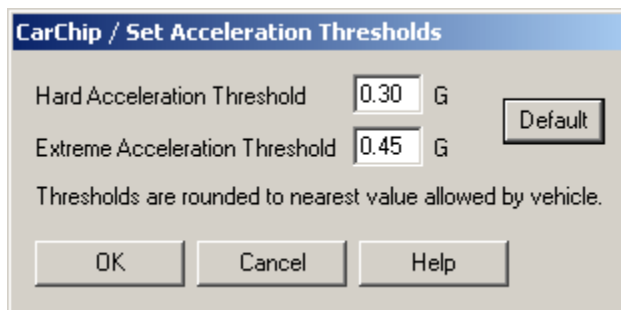 CarChip / Set Acceleration Thresholds
Hard Acceleration Threshold 0.30 G
Default
Extreme Acceleration Threshold 0.45 G
Thresholds are rounded to nearest value allowed by vehicle.
OK Cancel Help